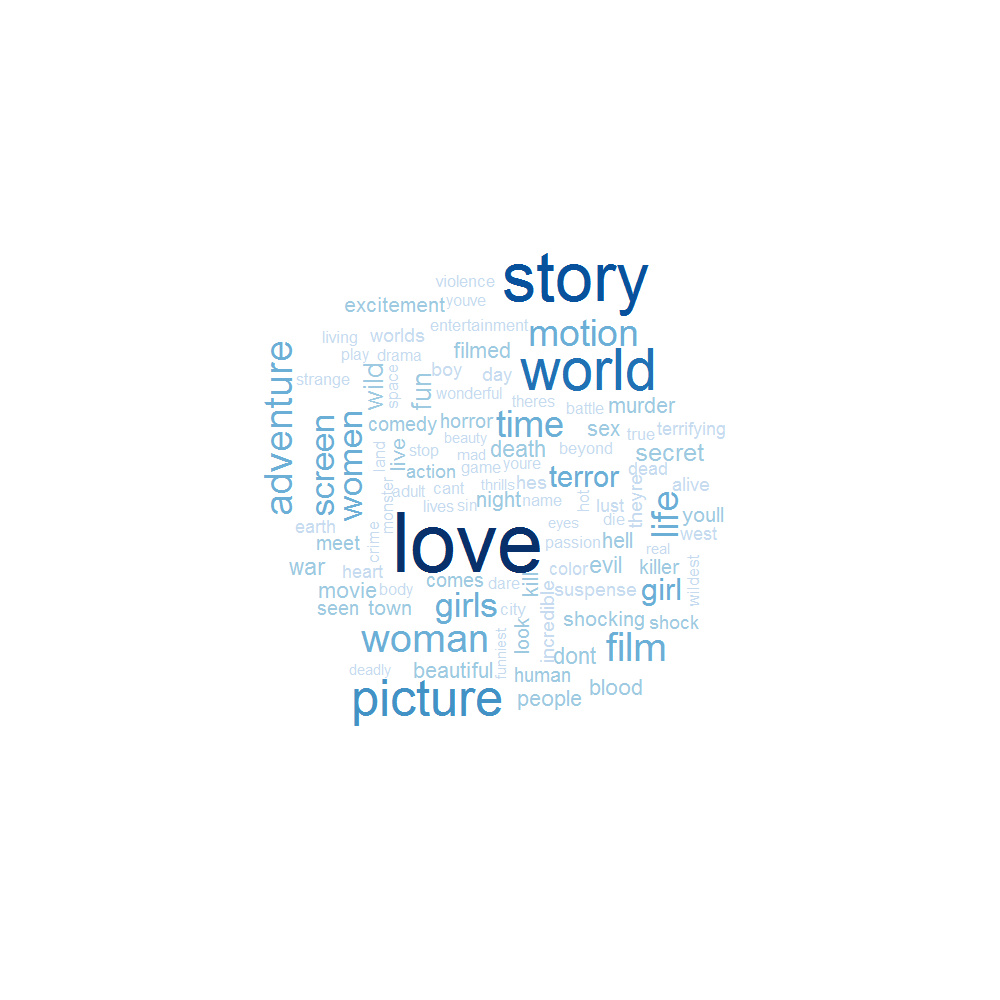 story
violence
youve
excitement
entertainment
motion
living
worlds
filmed
adventure
play
drama
world
strange
wild
space
fun
boy
day
wonderful
theres
battle
murder
screen
women
comedy
horror
time
sex
true
terrifying
beauty
land
live
stop
mad
death
beyond
secret
action
game
youre
terror
dead
monster
adult
cant
thrills
hes
theyre
alive
lives
sin
night
name
hot
lust
life
youll
earth
crime
love
eyes
die
west
meet
passion
hell
real
war
heart
comes
dare
kill
color
evil
killer
wildest
movie
body
girls
city
incredible
suspense
girl
seen
town
look
shocking
shock
woman
funniest
dont
film
deadly
beautiful
human
picture
people
blood